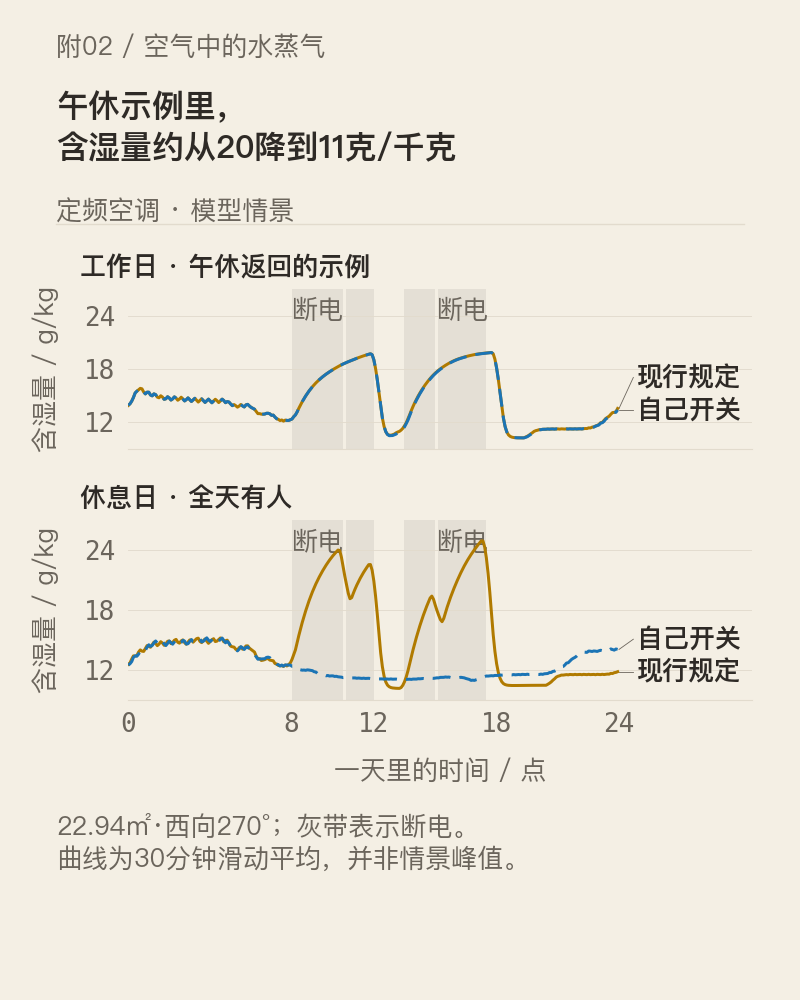 附02 / 空气中的水蒸气
午休示例里，
含湿量约从20降到11克/千克
定频空调 · 模型情景
工作日 · 午休返回的示例
含湿量 / g/kg
24
18
12
断电
断电
现行规定
自己开关
休息日 · 全天有人
含湿量 / g/kg
24
18
12
断电
断电
自己开关
现行规定
0 8 12 18 24
一天里的时间 / 点
22.94㎡·西向270°；灰带表示断电。
曲线为30分钟滑动平均，并非情景峰值。